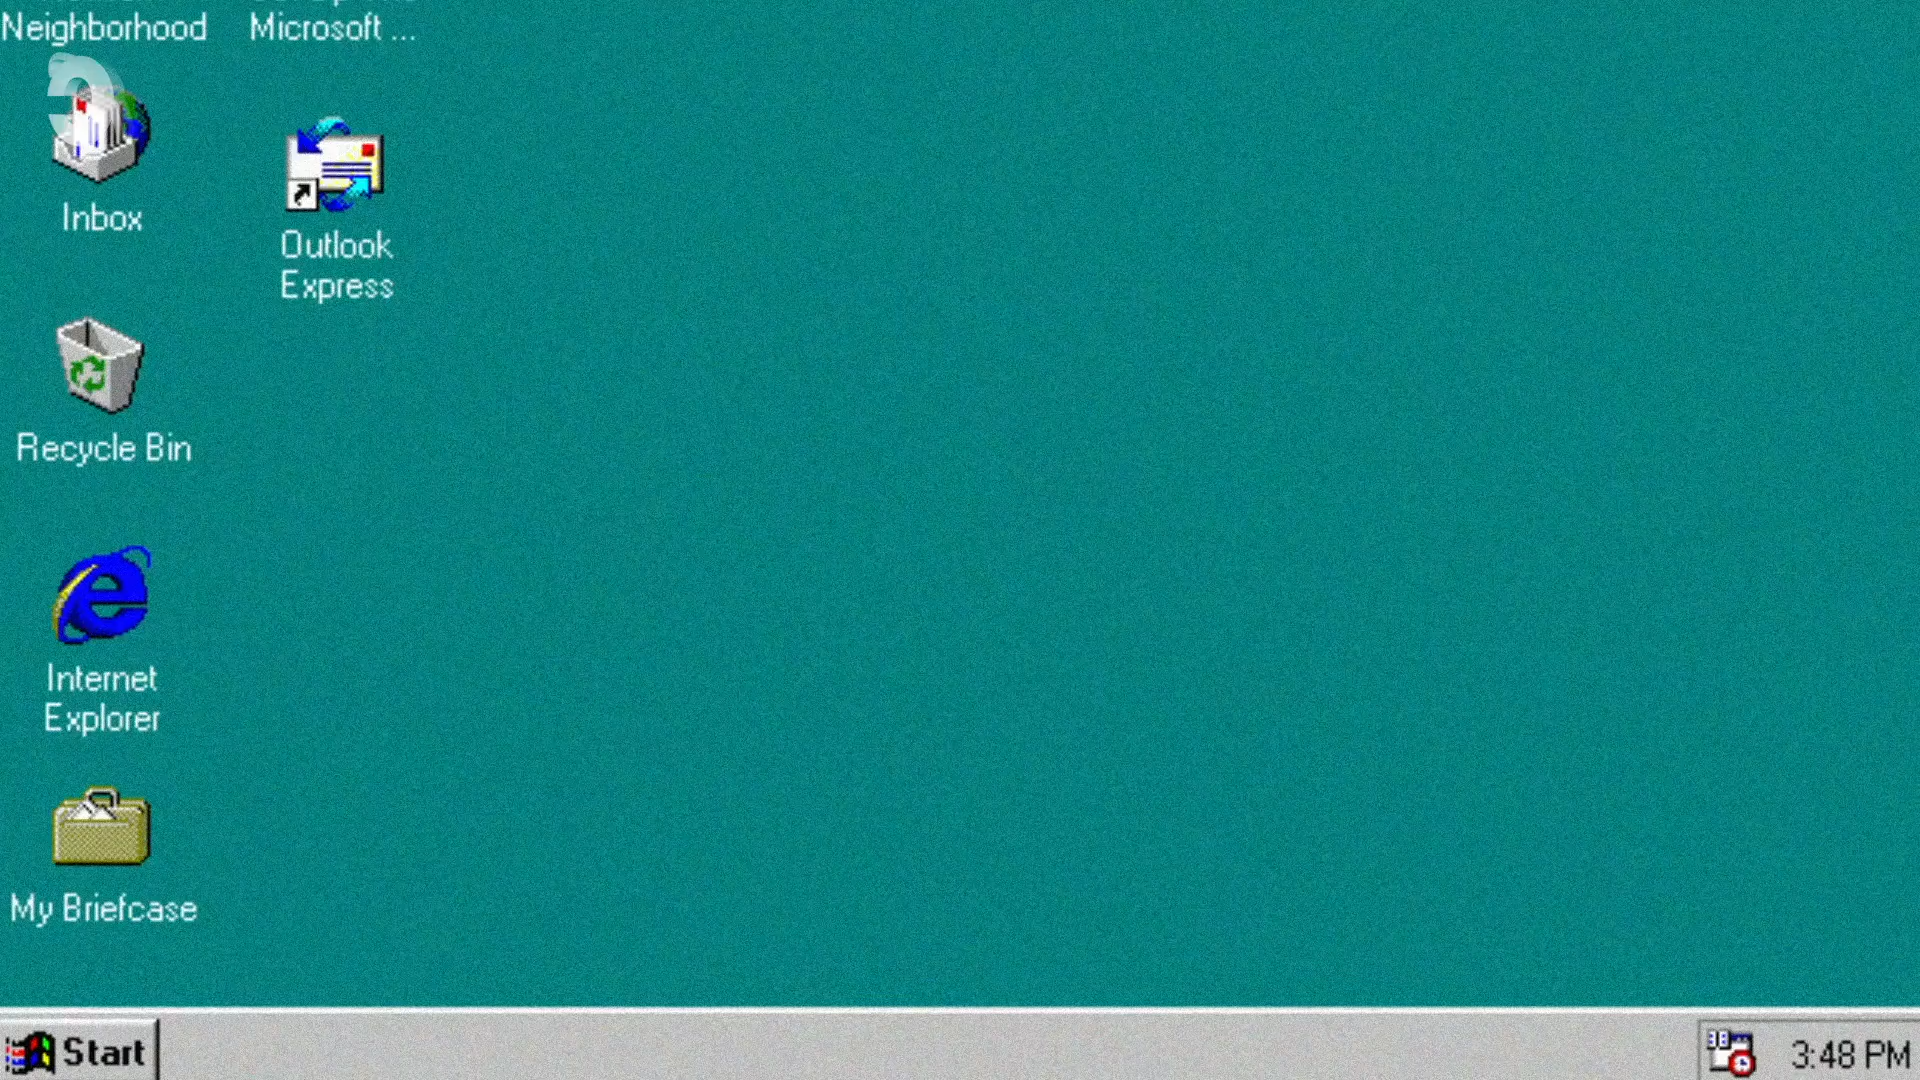 Neighborhood
Microsoft ...
Inbox
Outlook
Express
Recycle Bin
Internet
Explorer
My Briefcase
Start
3:48 PM